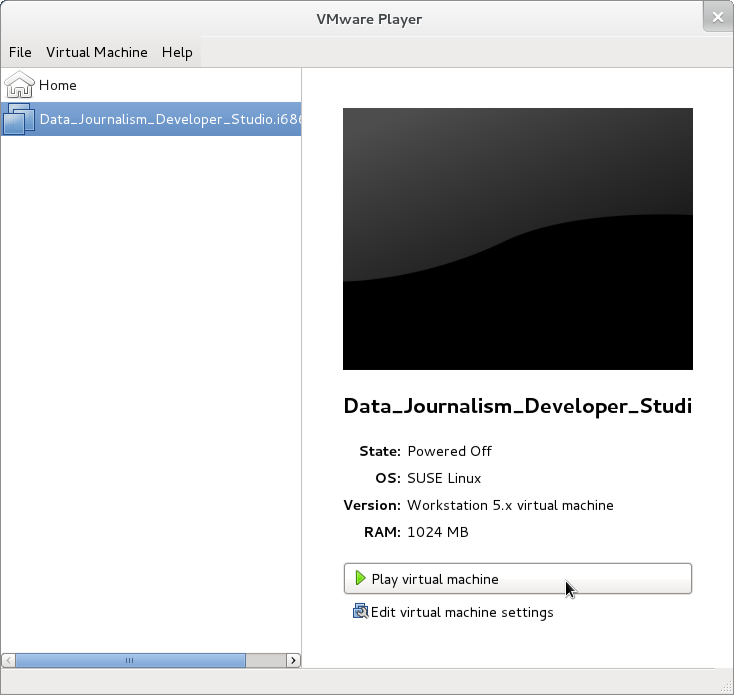 VMware Player
File Virtual Machine Help
Home
Data_Journalism_Developer_Studio.i686
Data_Journalism_Developer_Studi
State: Powered Off
OS: SUSE Linux
Version: Workstation 5.x virtual machine
RAM: 1024 MB
Play virtual machine
Edit virtual machine settings